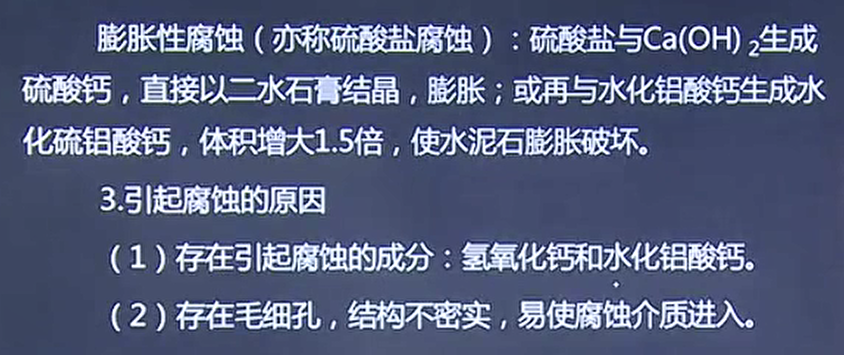 膨胀性腐蚀（亦称硫酸盐腐蚀）：硫酸盐与Ca(OH) ₂生成
硫酸钙，直接以二水石膏结晶，膨胀；或再与水化铝酸钙生成水
化硫铝酸钙，体积增大1.5倍，使水泥石膨胀破坏。
3.引起腐蚀的原因
（1）存在引起腐蚀的成分：氢氧化钙和水化铝酸钙。
（2）存在毛细孔，结构不密实，易使腐蚀介质进入。